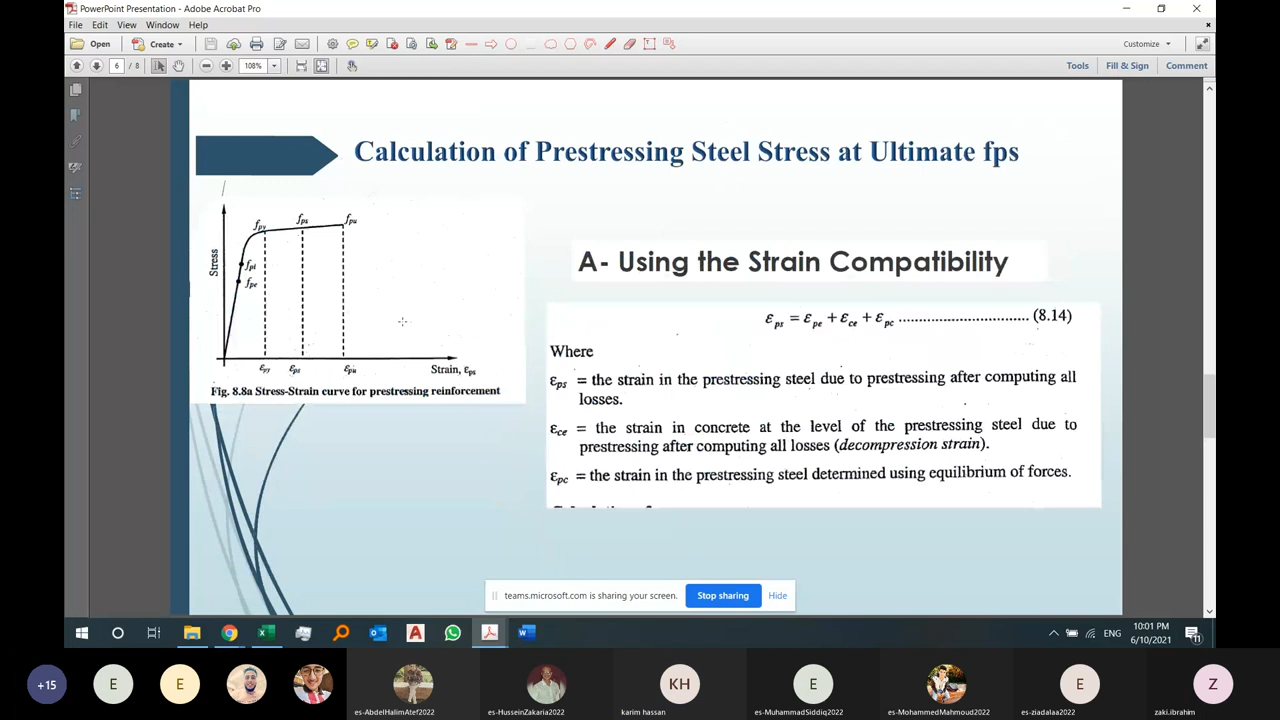 PowerPoint Presentation - Adobe Acrobat Pro
File Edit View Window Help
Open Create Customize
6 / 8 108% Tools Fill & Sign Comment
Calculation of Prestressing Steel Stress at Ultimate fps
fpy fps fpu
fpi
fpe
Stress
εpy εps εpu Strain, εps
Fig. 8.8a Stress-Strain curve for prestressing reinforcement
A- Using the Strain Compatibility
εps = εpe + εce + εpc .............................. (8.14)
Where
εps = the strain in the prestressing steel due to prestressing after computing all
losses.
εce = the strain in concrete at the level of the prestressing steel due to
prestressing after computing all losses (decompression strain).
εpc = the strain in the prestressing steel determined using equilibrium of forces.
teams.microsoft.com is sharing your screen. Stop sharing Hide
ENG 10:01 PM
6/10/2021 11
+15 E E KH E E Z
es-AbdelHalimAtef2022 es-HusseinZakaria2022 karim hassan es-MuhammadSiddiq2022 es-MohammedMahmoud2022 es-ziadalaa2022 zaki.ibrahim